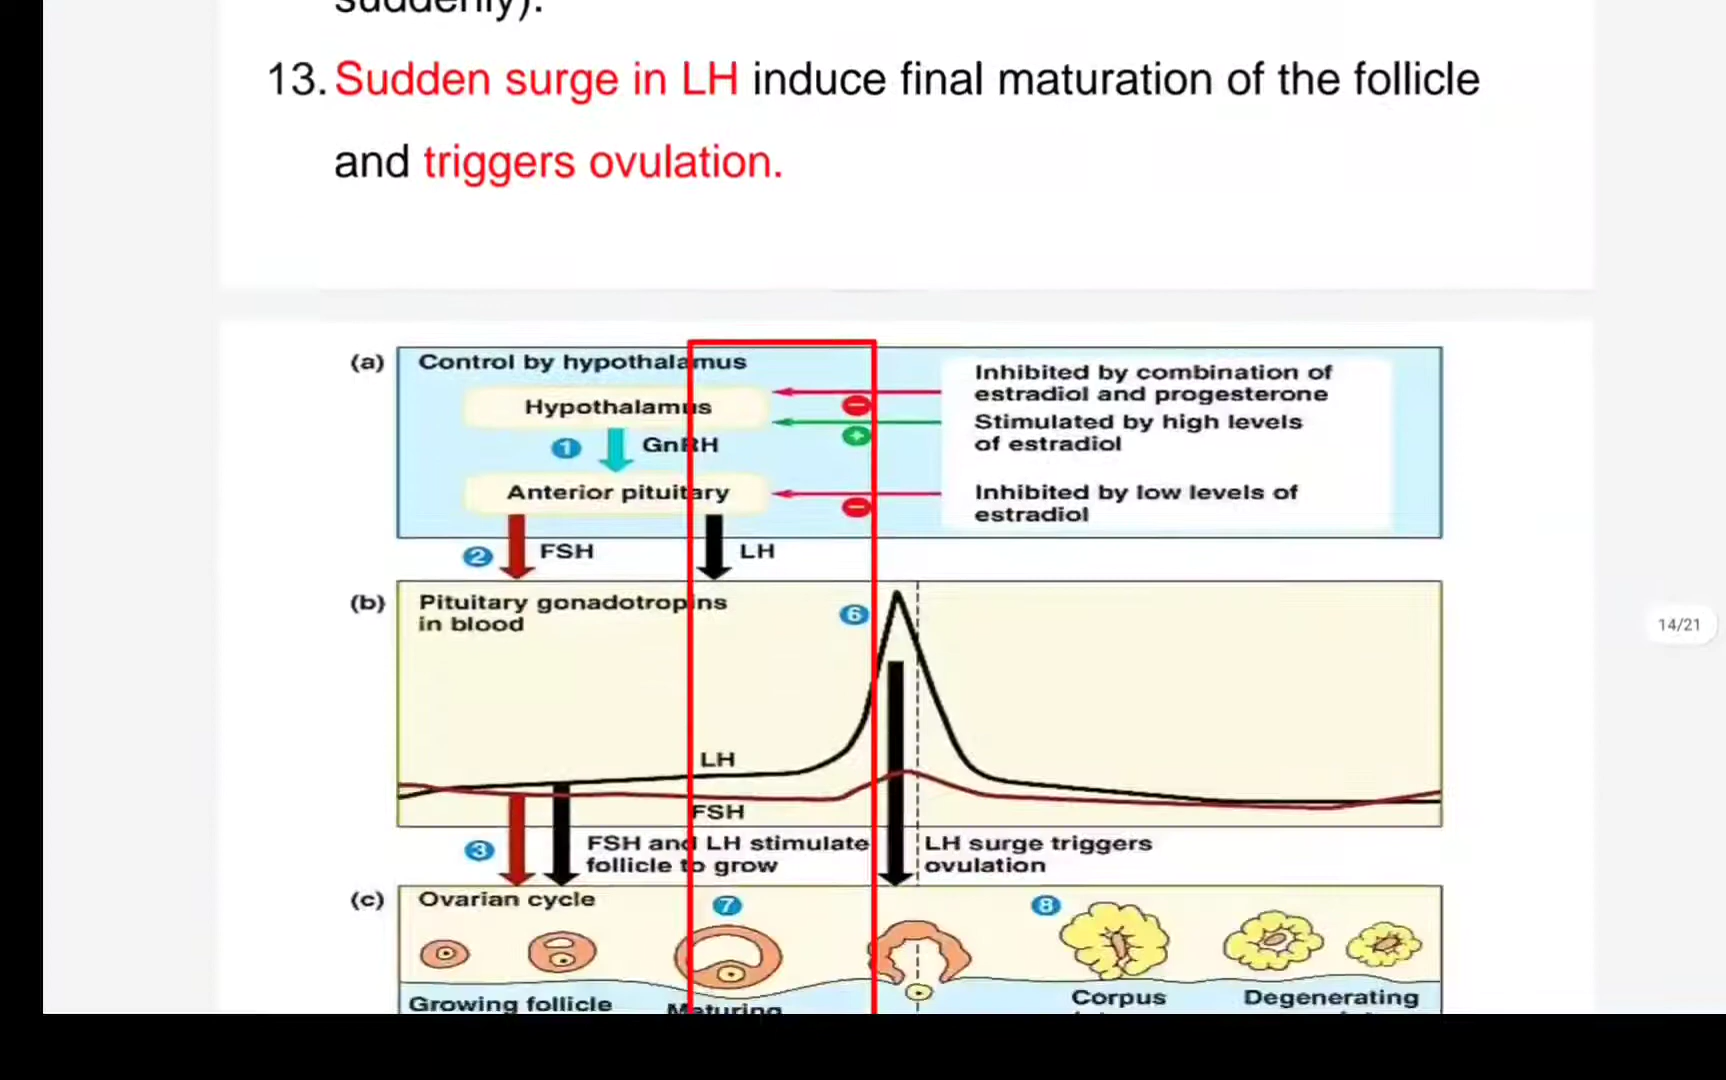 suddenly).
13. Sudden surge in LH induce final maturation of the follicle
and triggers ovulation.
(a) Control by hypothalamus
Inhibited by combination of
estradiol and progesterone
Hypothalamus
Stimulated by high levels
of estradiol
1 GnRH
Anterior pituitary
Inhibited by low levels of
estradiol
2 FSH LH
(b) Pituitary gonadotropins
in blood
6
14/21
LH
FSH
3 FSH and LH stimulate
follicle to grow
LH surge triggers
ovulation
(c) Ovarian cycle
7 8
Growing follicle Maturing Corpus Degenerating